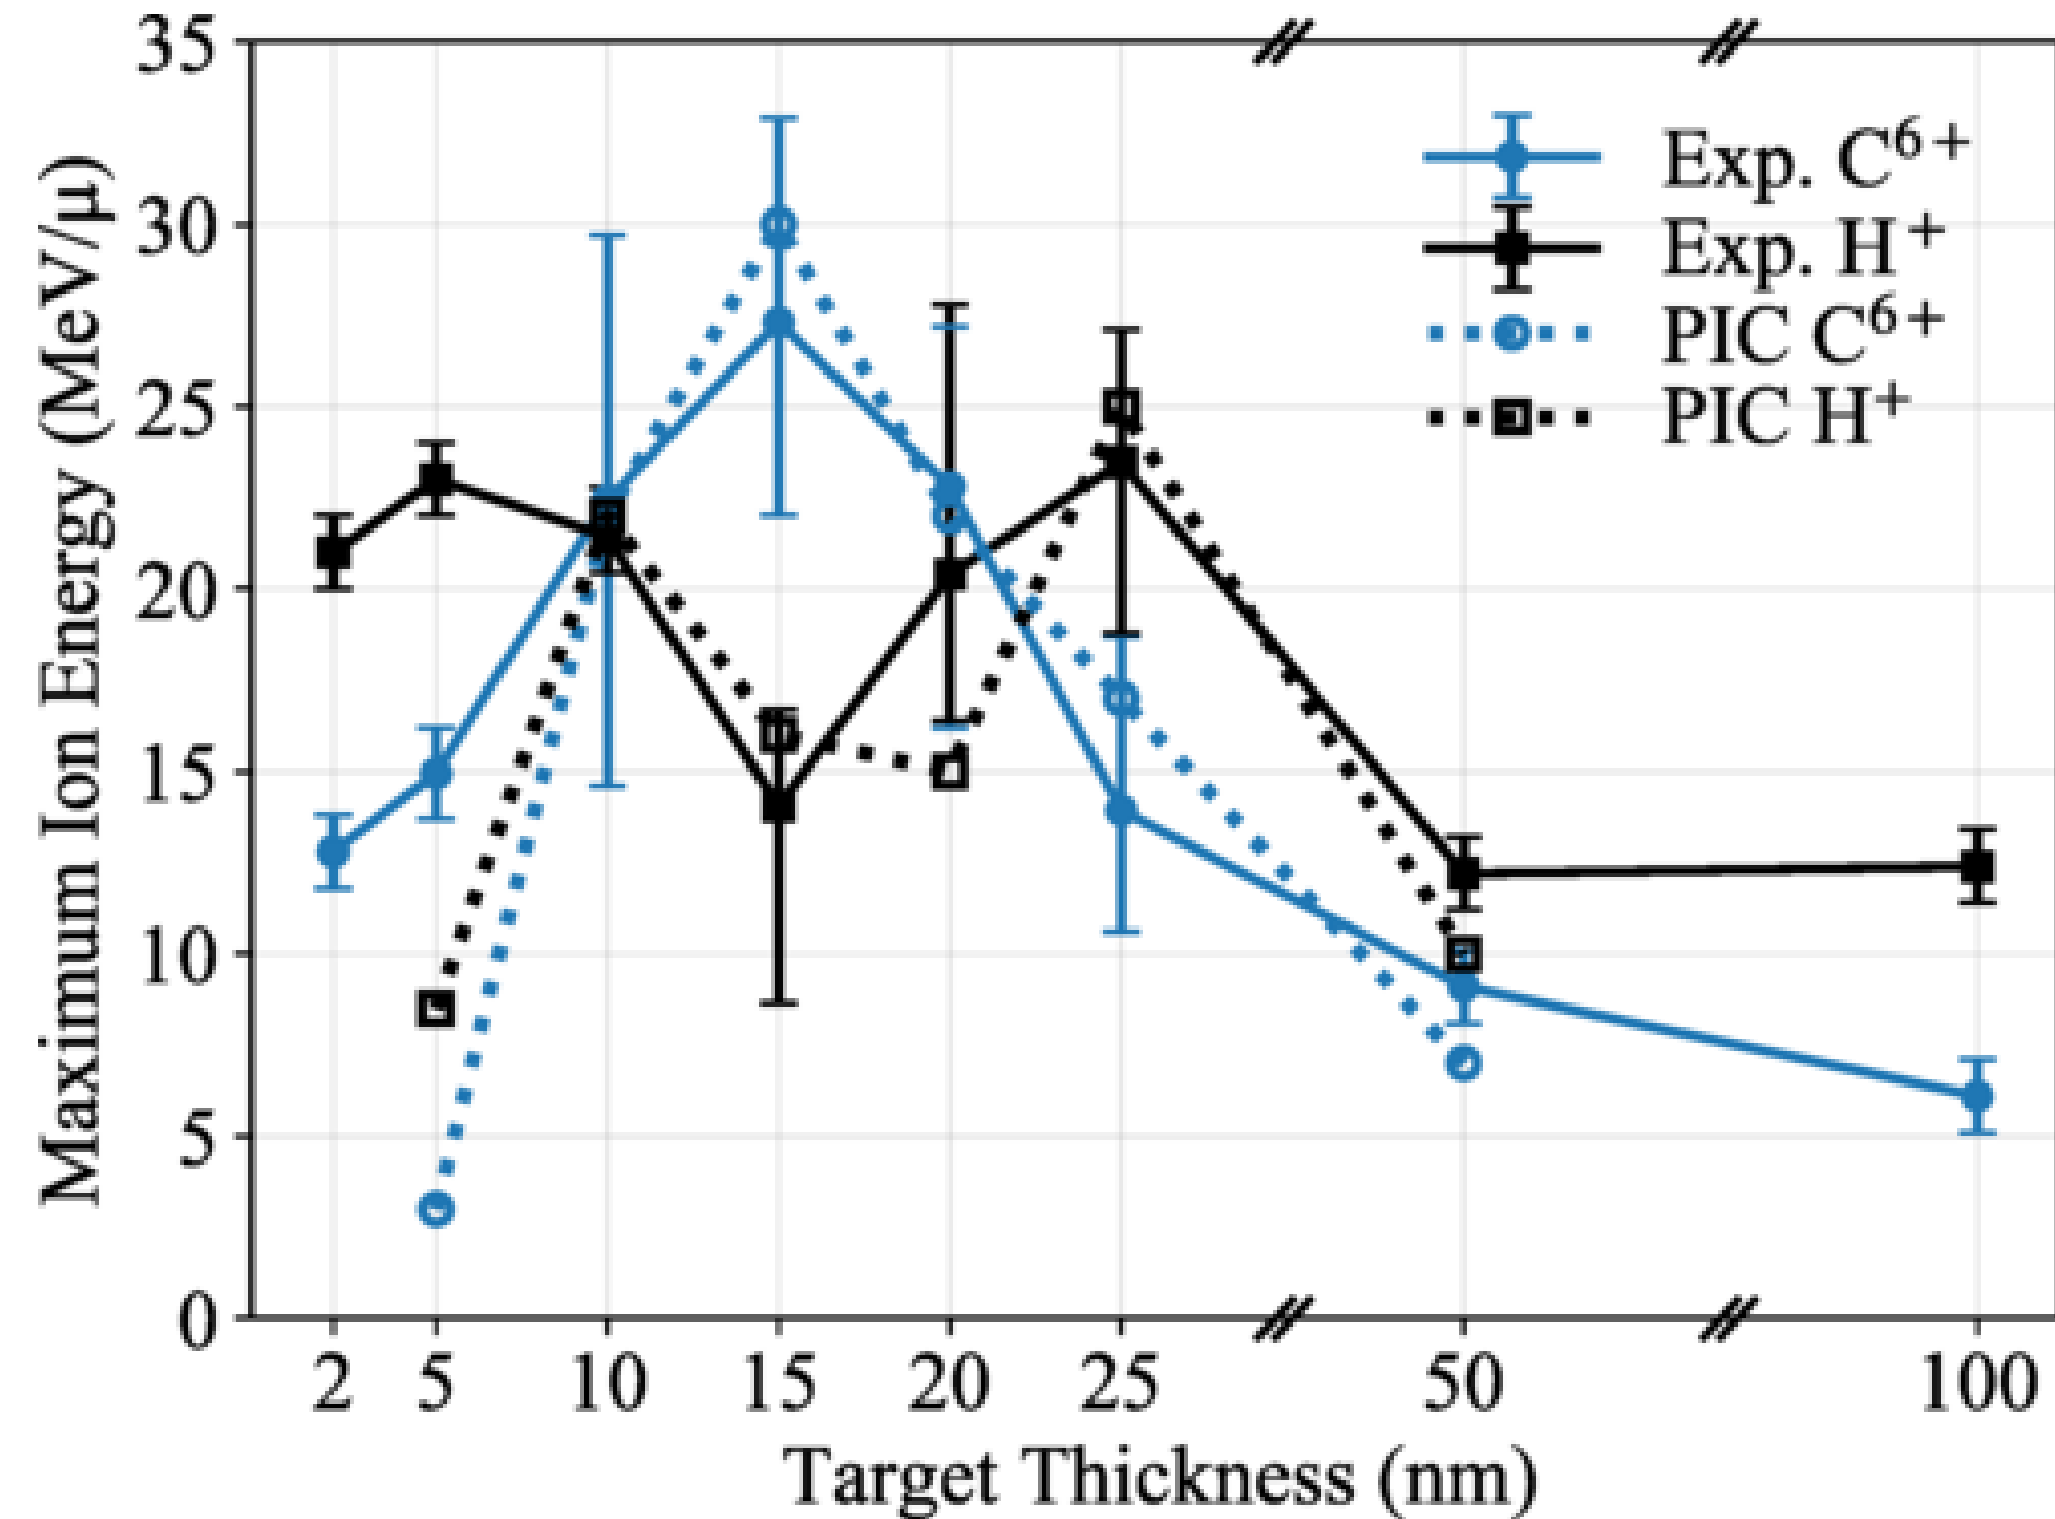 35
30
25
20
15
10
5
0
Maximum Ion Energy (MeV/μ)
Exp. C⁶⁺
Exp. H⁺
PIC C⁶⁺
PIC H⁺
2 5 10 15 20 25 50 100
Target Thickness (nm)